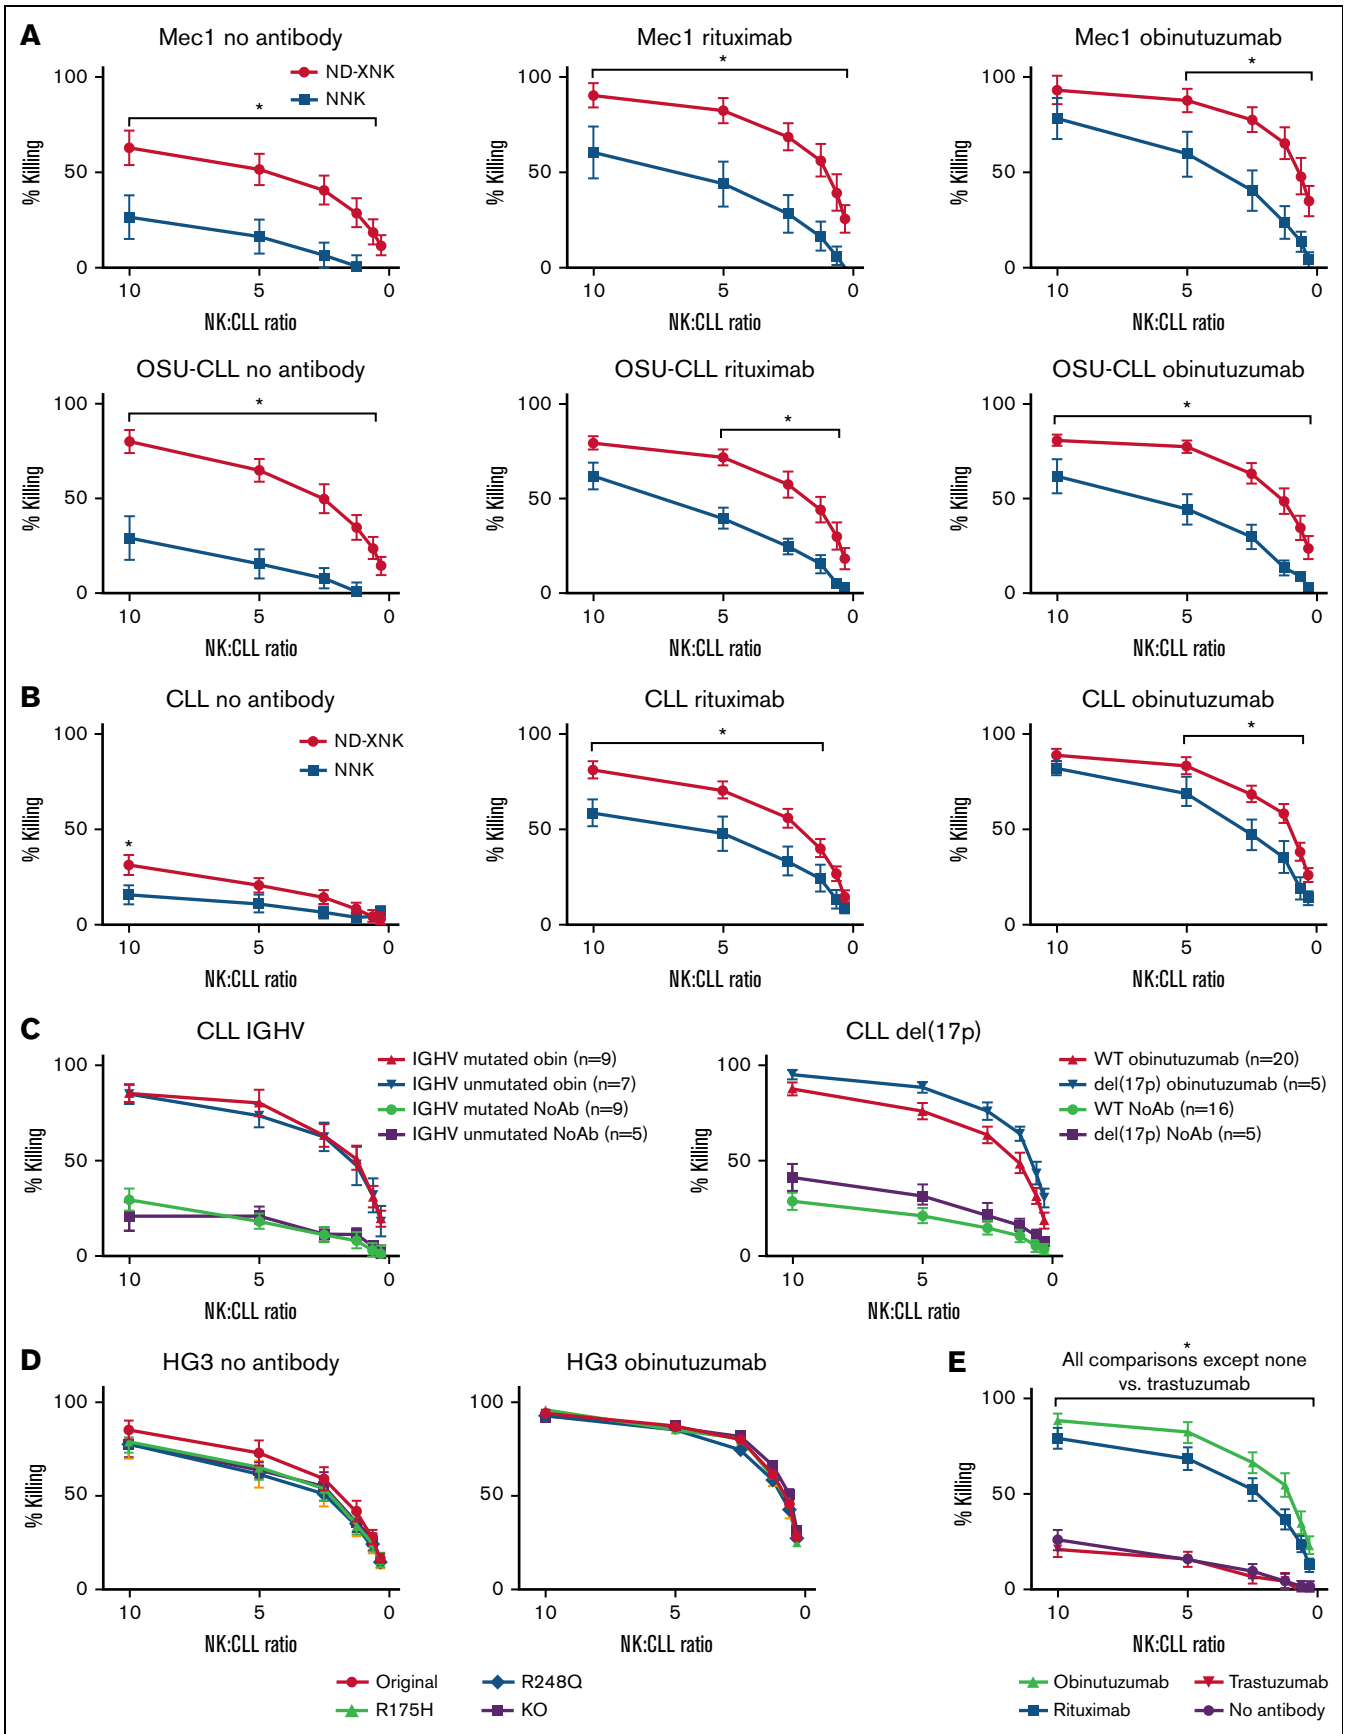 A
Mec1 no antibody
ND-XNK
NNK
*
100
50
0
% Killing
10 5 0
NK:CLL ratio
Mec1 rituximab
*
100
50
0
% Killing
10 5 0
NK:CLL ratio
Mec1 obinutuzumab
*
100
50
0
% Killing
10 5 0
NK:CLL ratio
OSU-CLL no antibody
*
100
50
0
% Killing
10 5 0
NK:CLL ratio
OSU-CLL rituximab
*
100
50
0
% Killing
10 5 0
NK:CLL ratio
OSU-CLL obinutuzumab
*
100
50
0
% Killing
10 5 0
NK:CLL ratio
B
CLL no antibody
ND-XNK
NNK
*
100
50
0
% Killing
10 5 0
NK:CLL ratio
CLL rituximab
*
100
50
0
% Killing
10 5 0
NK:CLL ratio
CLL obinutuzumab
*
100
50
0
% Killing
10 5 0
NK:CLL ratio
C
CLL IGHV
IGHV mutated obin (n=9)
IGHV unmutated obin (n=7)
IGHV mutated NoAb (n=9)
IGHV unmutated NoAb (n=5)
100
50
0
% Killing
10 5 0
NK:CLL ratio
CLL del(17p)
WT obinutuzumab (n=20)
del(17p) obinutuzumab (n=5)
WT NoAb (n=16)
del(17p) NoAb (n=5)
100
50
0
% Killing
10 5 0
NK:CLL ratio
D
HG3 no antibody
100
50
0
% Killing
10 5 0
NK:CLL ratio
HG3 obinutuzumab
100
50
0
% Killing
10 5 0
NK:CLL ratio
Original
R248Q
R175H
KO
E
*
All comparisons except none
vs. trastuzumab
100
50
0
% Killing
10 5 0
NK:CLL ratio
Obinutuzumab
Trastuzumab
Rituximab
No antibody